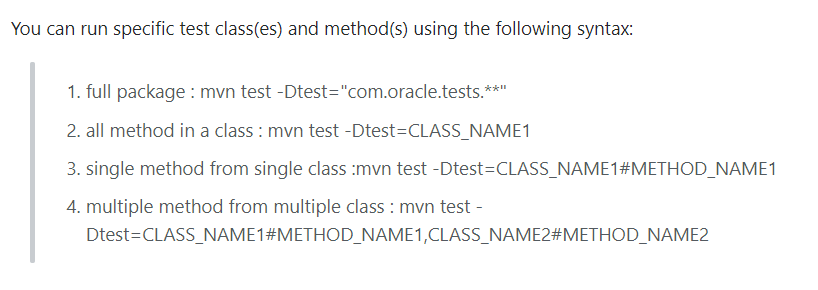 You can run specific test class(es) and method(s) using the following syntax:
1. full package : mvn test -Dtest="com.oracle.tests.**"
2. all method in a class : mvn test -Dtest=CLASS_NAME1
3. single method from single class :mvn test -Dtest=CLASS_NAME1#METHOD_NAME1
4. multiple method from multiple class : mvn test -
Dtest=CLASS_NAME1#METHOD_NAME1,CLASS_NAME2#METHOD_NAME2